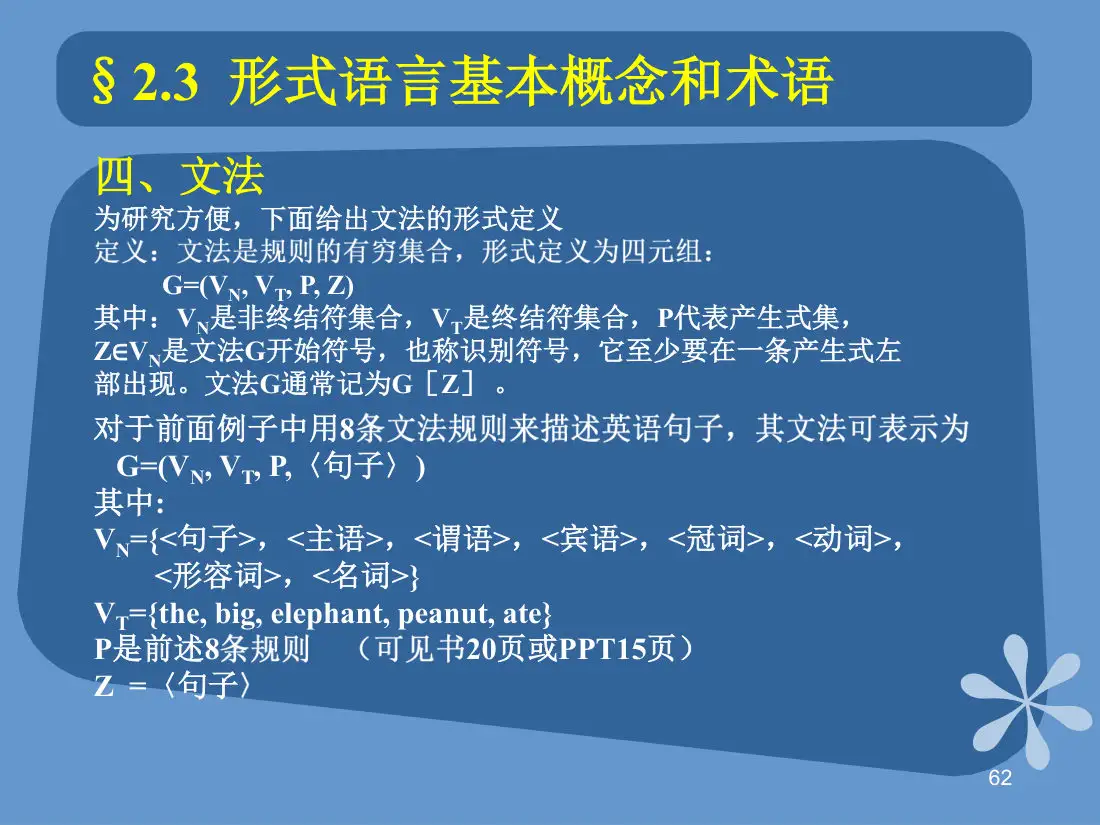 §2.3 形式语言基本概念和术语
四、文法
为研究方便，下面给出文法的形式定义
定义：文法是规则的有穷集合，形式定义为四元组：
G=(VN, VT, P, Z)
其中：VN是非终结符集合，VT是终结符集合，P代表产生式集，
Z∈VN是文法G开始符号，也称识别符号，它至少要在一条产生式左
部出现。文法G通常记为G［Z］。
对于前面例子中用8条文法规则来描述英语句子，其文法可表示为
G=(VN, VT, P,〈句子〉)
其中:
VN={<句子>，<主语>，<谓语>，<宾语>，<冠词>，<动词>，
<形容词>，<名词>}
VT={the, big, elephant, peanut, ate}
P是前述8条规则 （可见书20页或PPT15页）
Z =〈句子〉
62